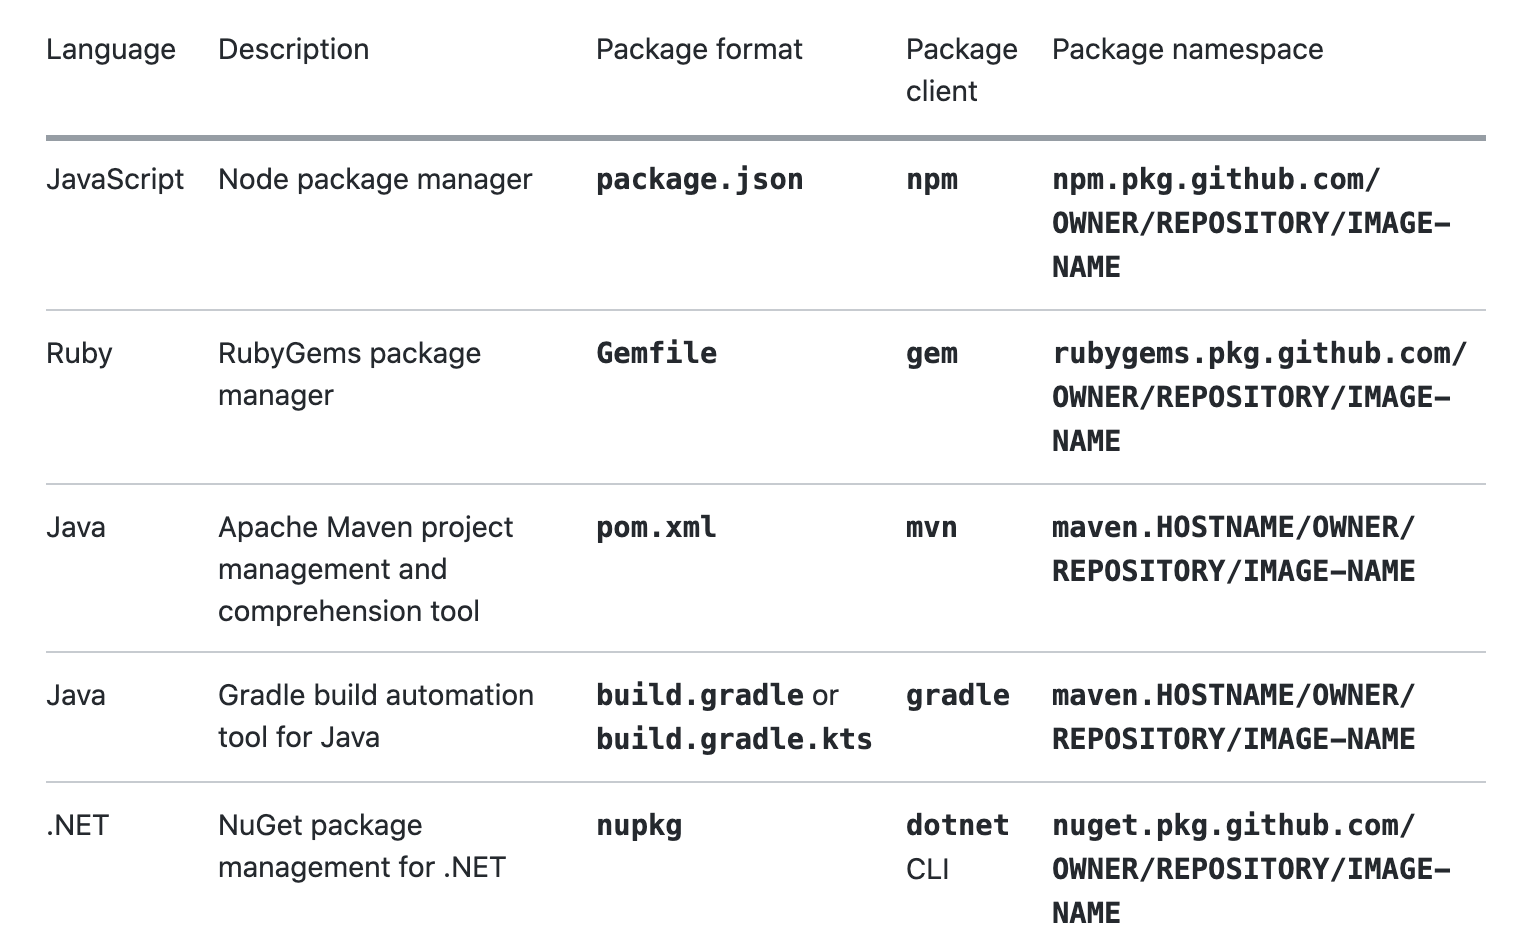 Language Description Package format Package client Package namespace
JavaScript Node package manager package.json npm npm.pkg.github.com/
OWNER/REPOSITORY/IMAGE-
NAME
Ruby RubyGems package manager Gemfile gem rubygems.pkg.github.com/
OWNER/REPOSITORY/IMAGE-
NAME
Java Apache Maven project management and comprehension tool pom.xml mvn maven.HOSTNAME/OWNER/
REPOSITORY/IMAGE-NAME
Java Gradle build automation tool for Java build.gradle or build.gradle.kts gradle maven.HOSTNAME/OWNER/
REPOSITORY/IMAGE-NAME
.NET NuGet package management for .NET nupkg dotnet CLI nuget.pkg.github.com/
OWNER/REPOSITORY/IMAGE-
NAME